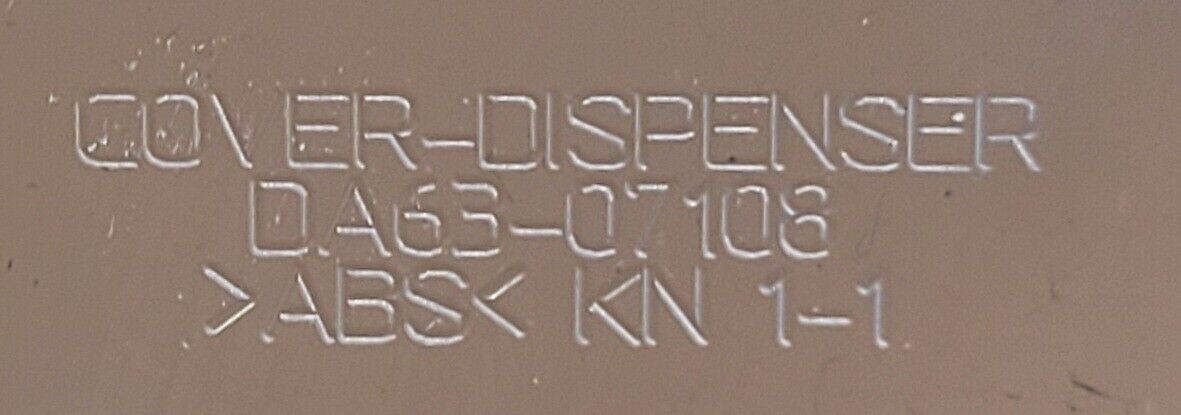 COVER-DISPENSER
DA63-07108
>ABS< KN 1-1